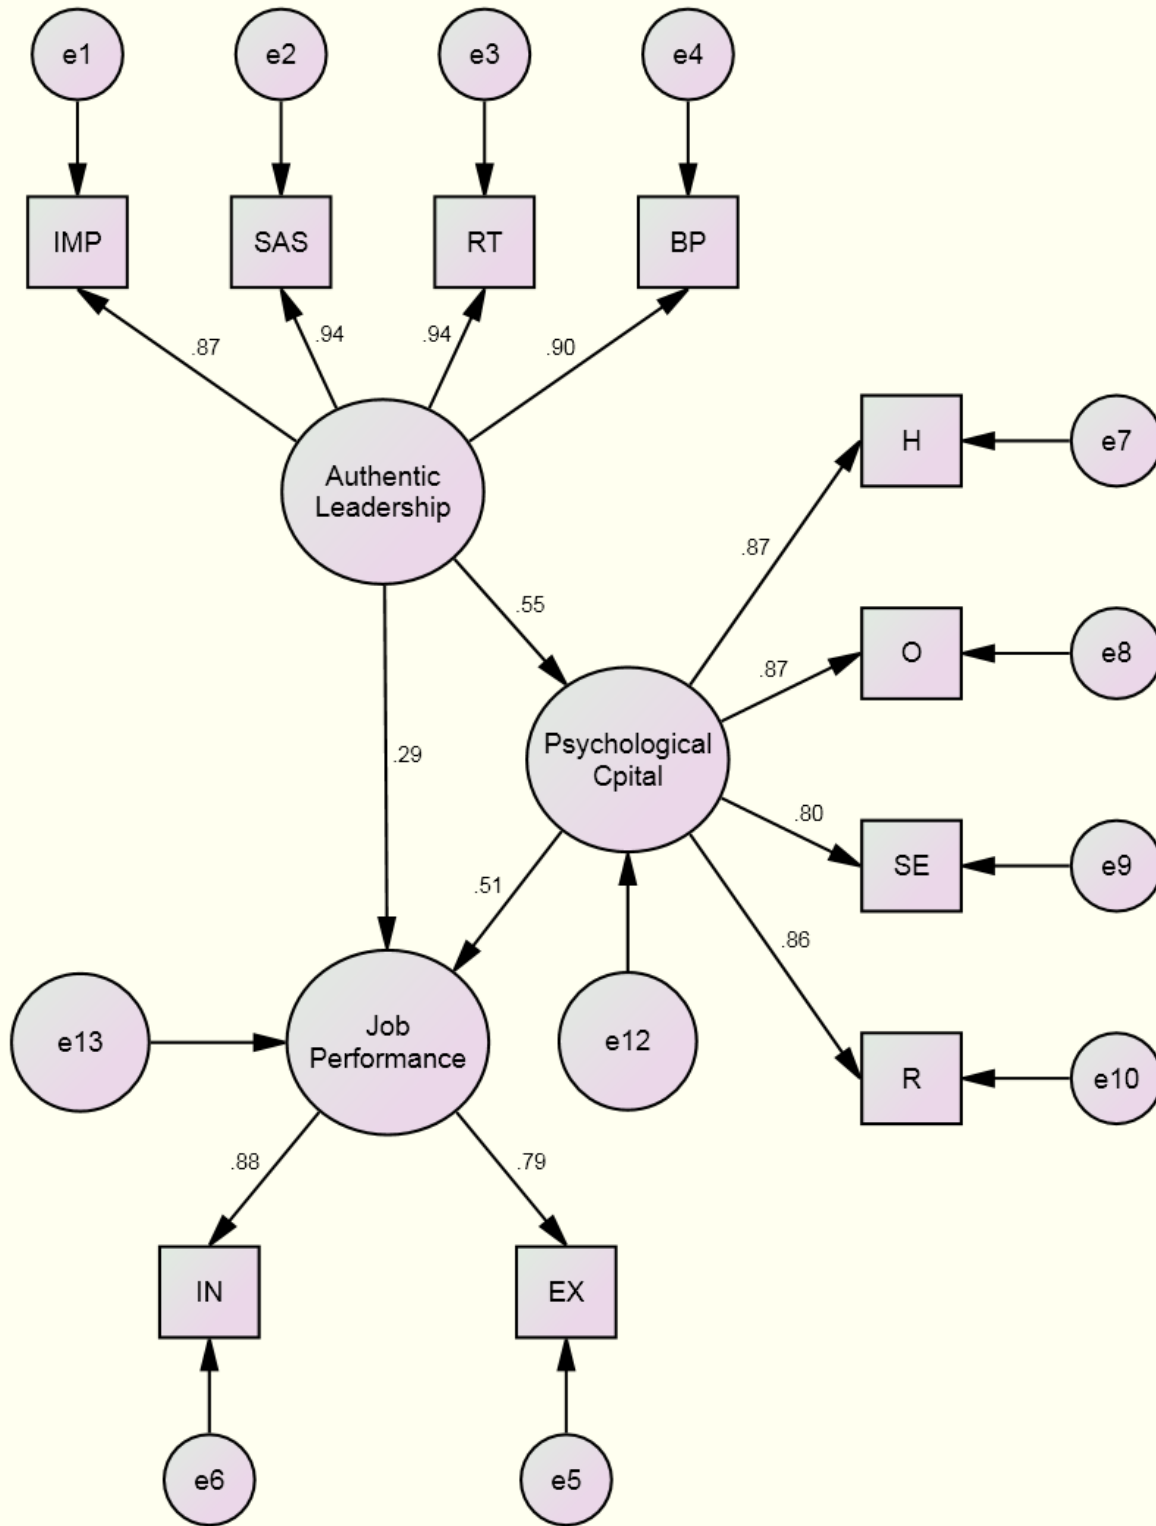 e1
e2
e3
e4
IMP
SAS
RT
BP
.87
.94
.94
.90
Authentic
Leadership
H
e7
.87
.55
O
e8
.87
Psychological
Cpital
.29
.80
SE
e9
.51
.86
Job
Performance
e13
e12
R
e10
.88
.79
IN
EX
e6
e5